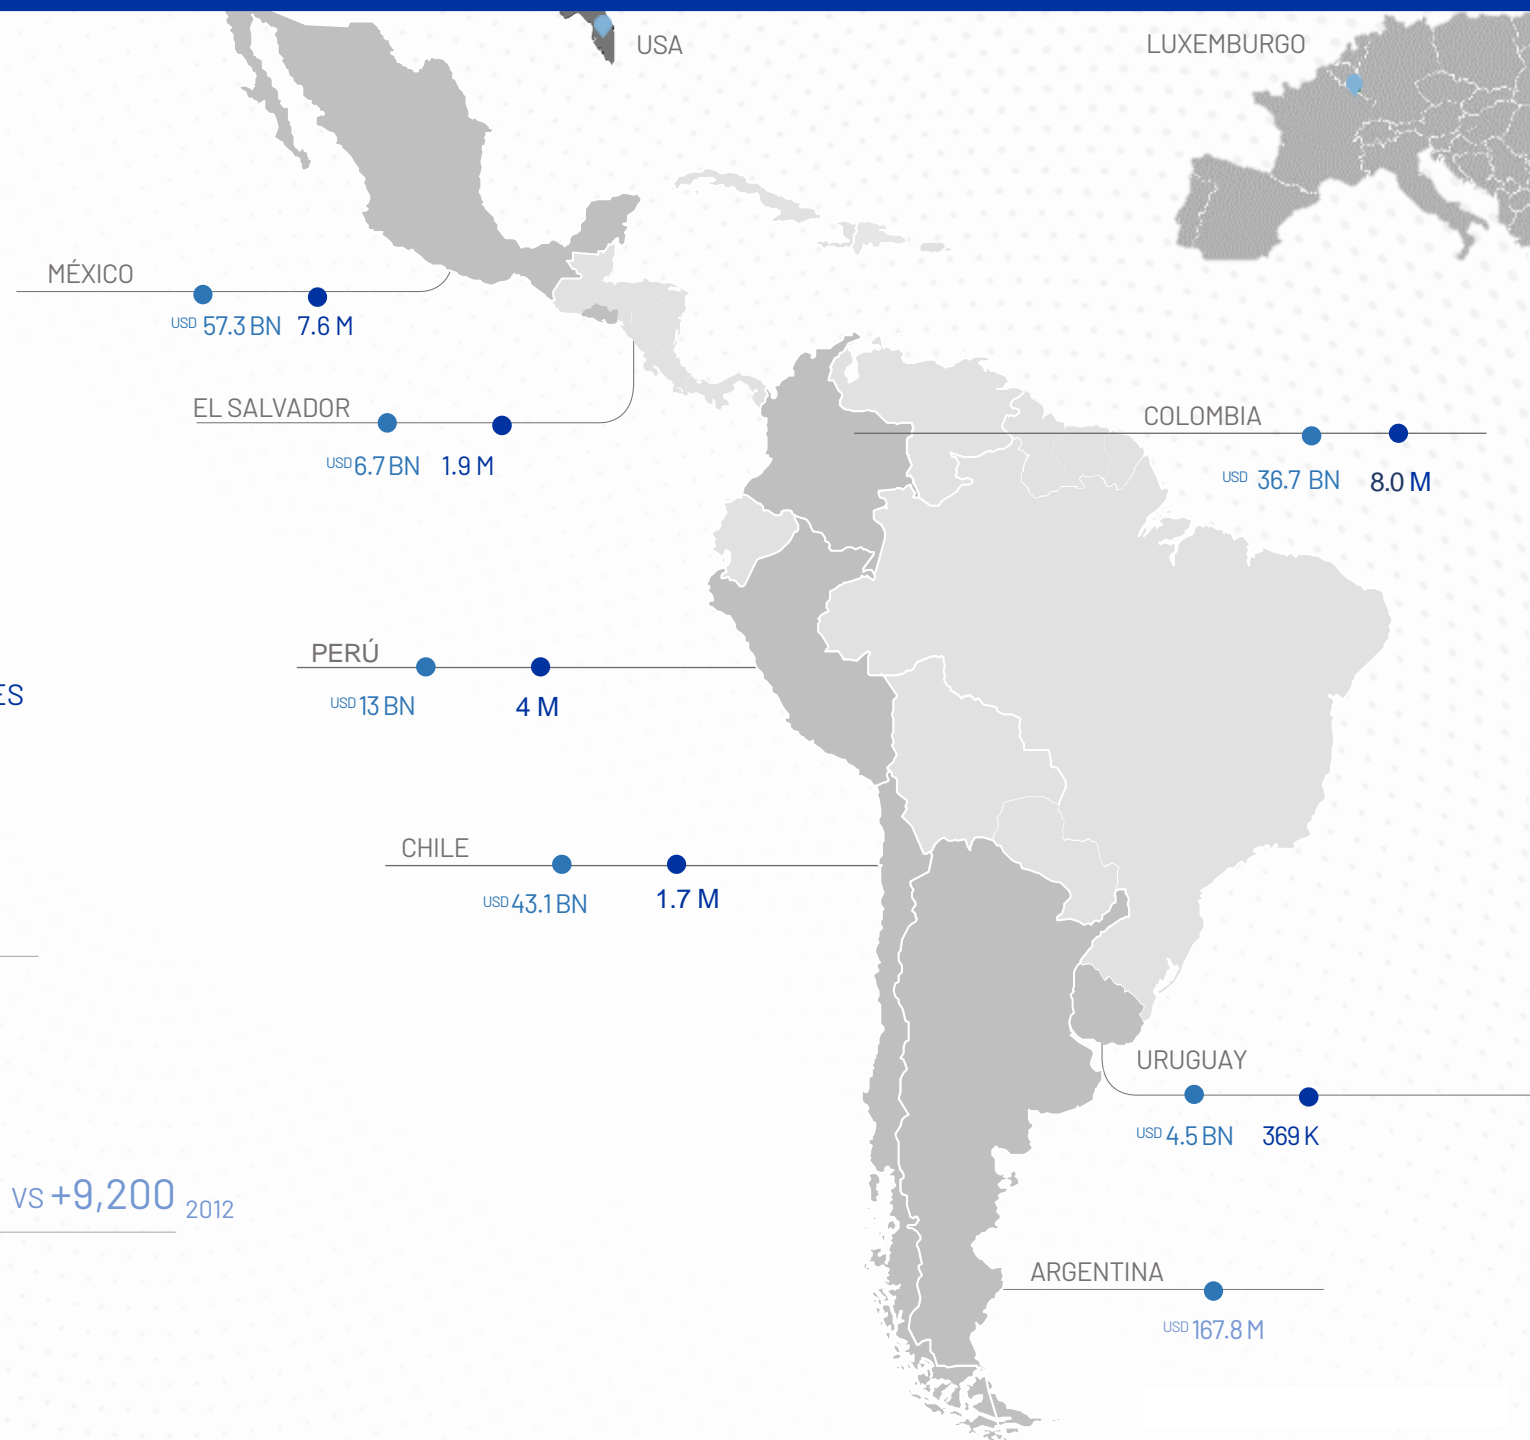 USA
LUXEMBURGO
MÉXICO
USD 57.3 BN 7.6 M
EL SALVADOR
USD 6.7 BN 1.9 M
COLOMBIA
USD 36.7 BN 8.0 M
PERÚ
USD 13 BN 4 M
ES
CHILE
USD 43.1 BN 1.7 M
URUGUAY
USD 4.5 BN 369 K
VS +9,200 2012
ARGENTINA
USD 167.8 M